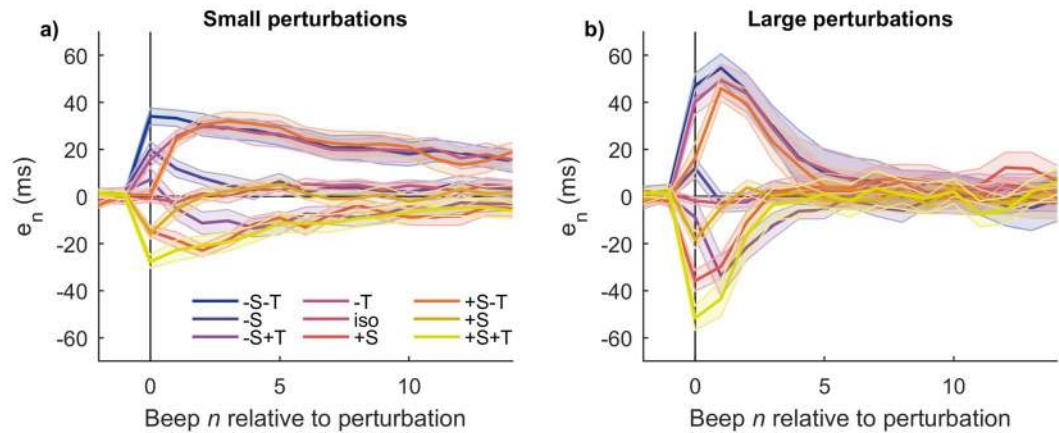 Small perturbations
a)
60
40
20
0
-20
-40
-60
e_n (ms)
-S-T
-S
-S+T
-T
iso
+S
+S-T
+S
+S+T
0
5
10
Beep n relative to perturbation
Large perturbations
b)
60
40
20
0
-20
-40
-60
e_n (ms)
0
5
10
Beep n relative to perturbation